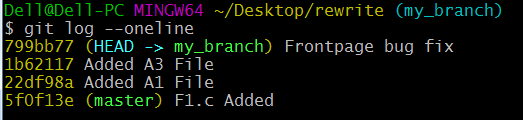 Dell@Dell-PC MINGW64 ~/Desktop/rewrite (my_branch)
$ git log --oneline
799bb77 (HEAD -> my_branch) Frontpage bug fix
1b62117 Added A3 File
22df98a Added A1 File
5f0f13e (master) F1.c Added